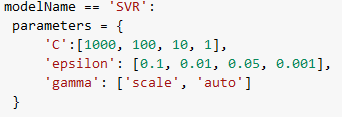 modelName == 'SVR':
parameters = {
'C':[1000, 100, 10, 1],
'epsilon': [0.1, 0.01, 0.05, 0.001],
'gamma': ['scale', 'auto']
}